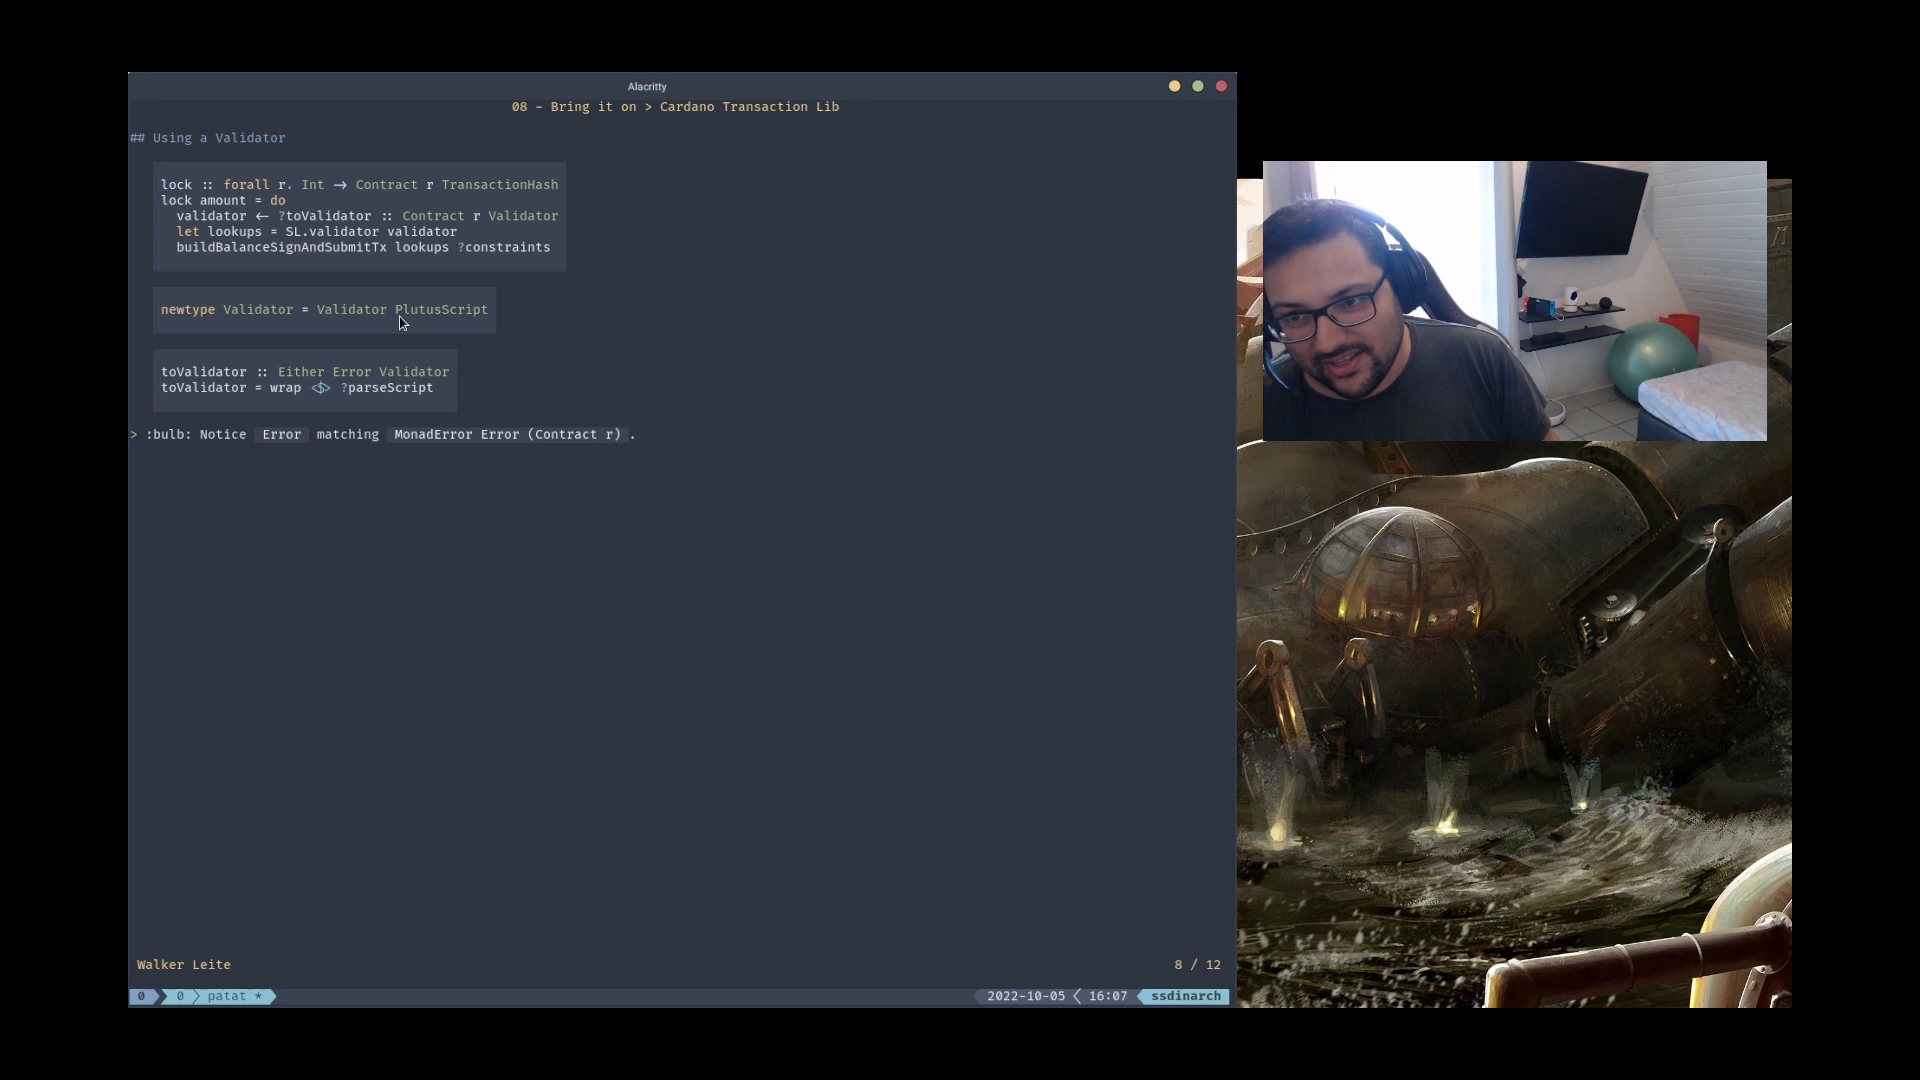 Alacritty
08 - Bring it on > Cardano Transaction Lib
## Using a Validator
lock :: forall r. Int → Contract r TransactionHash
lock amount = do
validator ← ?toValidator :: Contract r Validator
let lookups = SL.validator validator
buildBalanceSignAndSubmitTx lookups ?constraints
newtype Validator = Validator PlutusScript
toValidator :: Either Error Validator
toValidator = wrap <$> ?parseScript
> :bulb: Notice Error matching MonadError Error (Contract r) .
Walker Leite 8 / 12
0 0 patat * 2022-10-05 16:07 ssdinarch